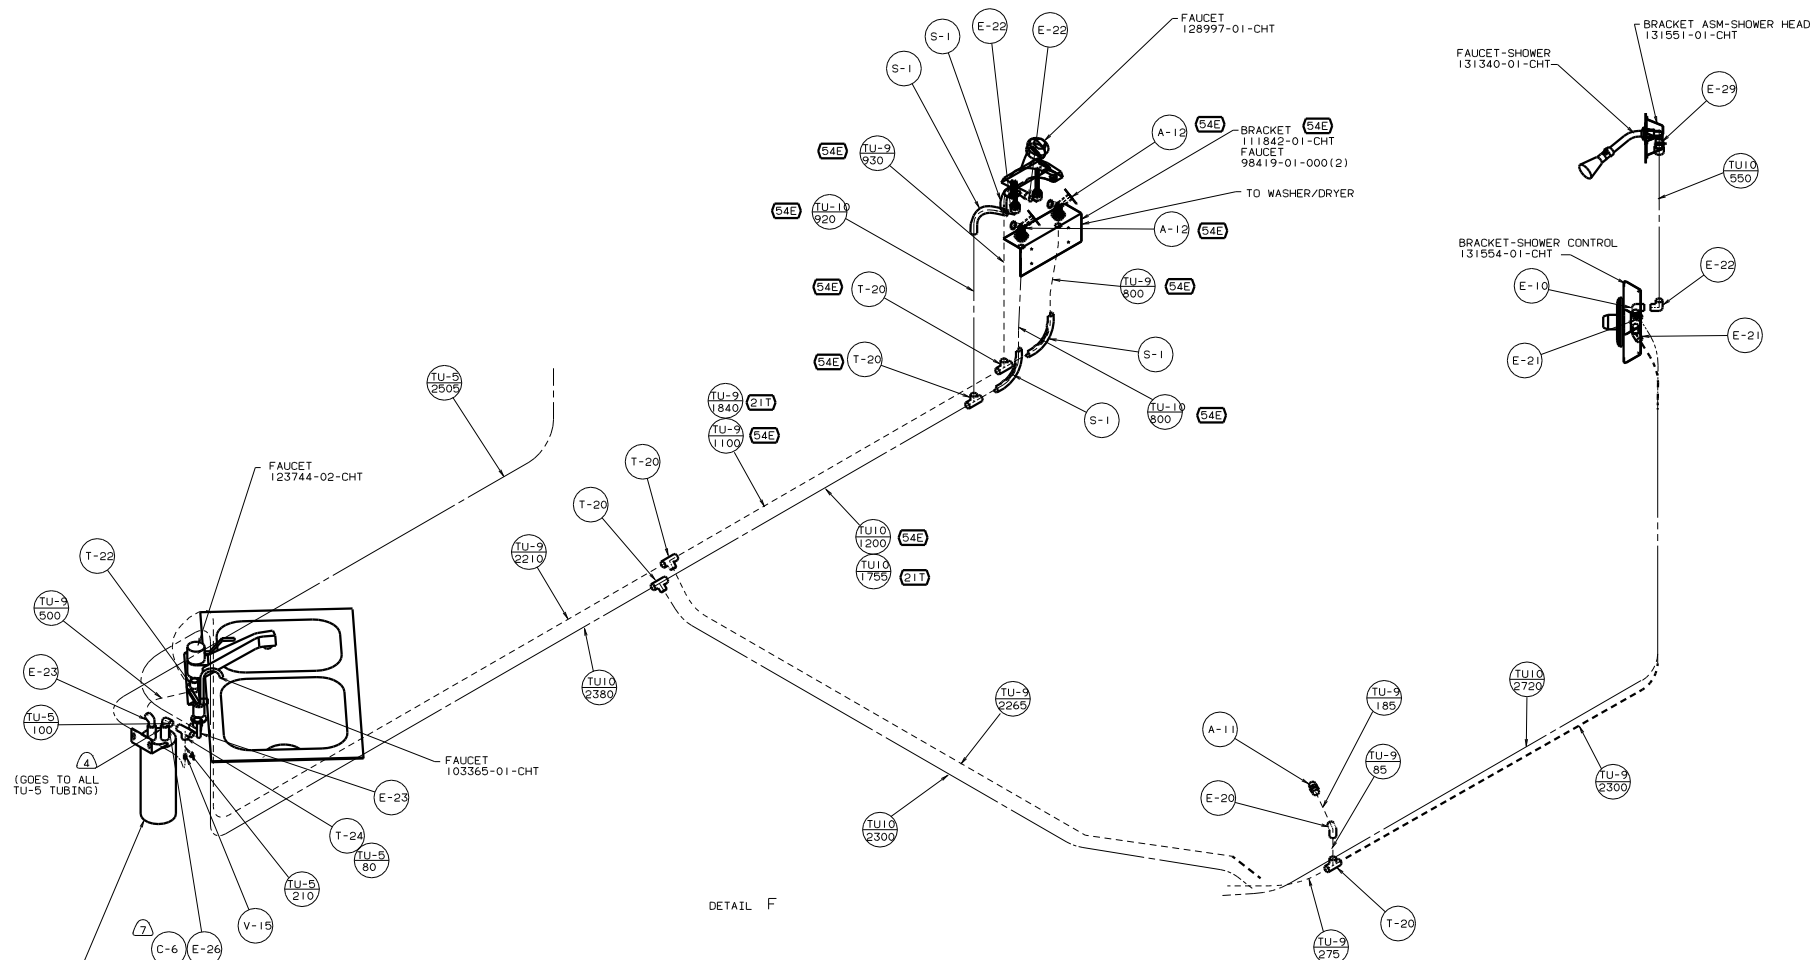 FAUCET
128997-01-CHT
BRACKET ASM-SHOWER HEAD
131551-01-CHT
E-22
E-22
S-1
S-1
FAUCET-SHOWER
131340-01-CHT
E-29
A-12
54E
BRACKET
54E
111842-01-CHT
FAUCET
98419-01-000(2)
54E
TU-9
930
TU10
550
TO WASHER/DRYER
54E
TU-10
920
A-12
54E
BRACKET-SHOWER CONTROL
131554-01-CHT
E-22
54E
T-20
TU-9
800
54E
E-10
E-21
E-21
54E
T-20
S-1
TU-5
2505
TU-9
1840
21T
TU-10
800
54E
S-1
TU-9
1100
54E
FAUCET
123744-02-CHT
T-20
T-20
TU10
1200
54E
TU10
1755
21T
T-22
TU-9
2210
TU-9
500
E-23
TU10
2380
TU10
2720
TU-9
2265
TU-9
185
TU-5
100
A-11
4
(GOES TO ALL
TU-5 TUBING)
FAUCET
103365-01-CHT
TU-9
85
TU-9
2300
E-23
E-20
T-24
TU10
2300
TU-5
80
TU-5
210
DETAIL F
V-15
T-20
7
C-6
E-26
TU-9
275